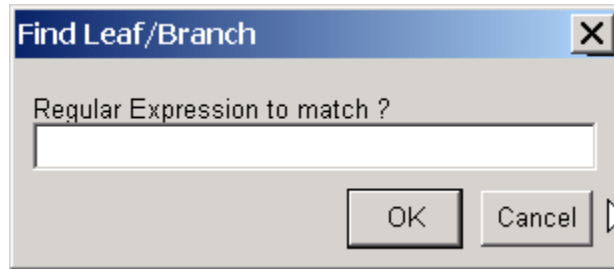 Find Leaf/Branch
Regular Expression to match ?
OK Cancel